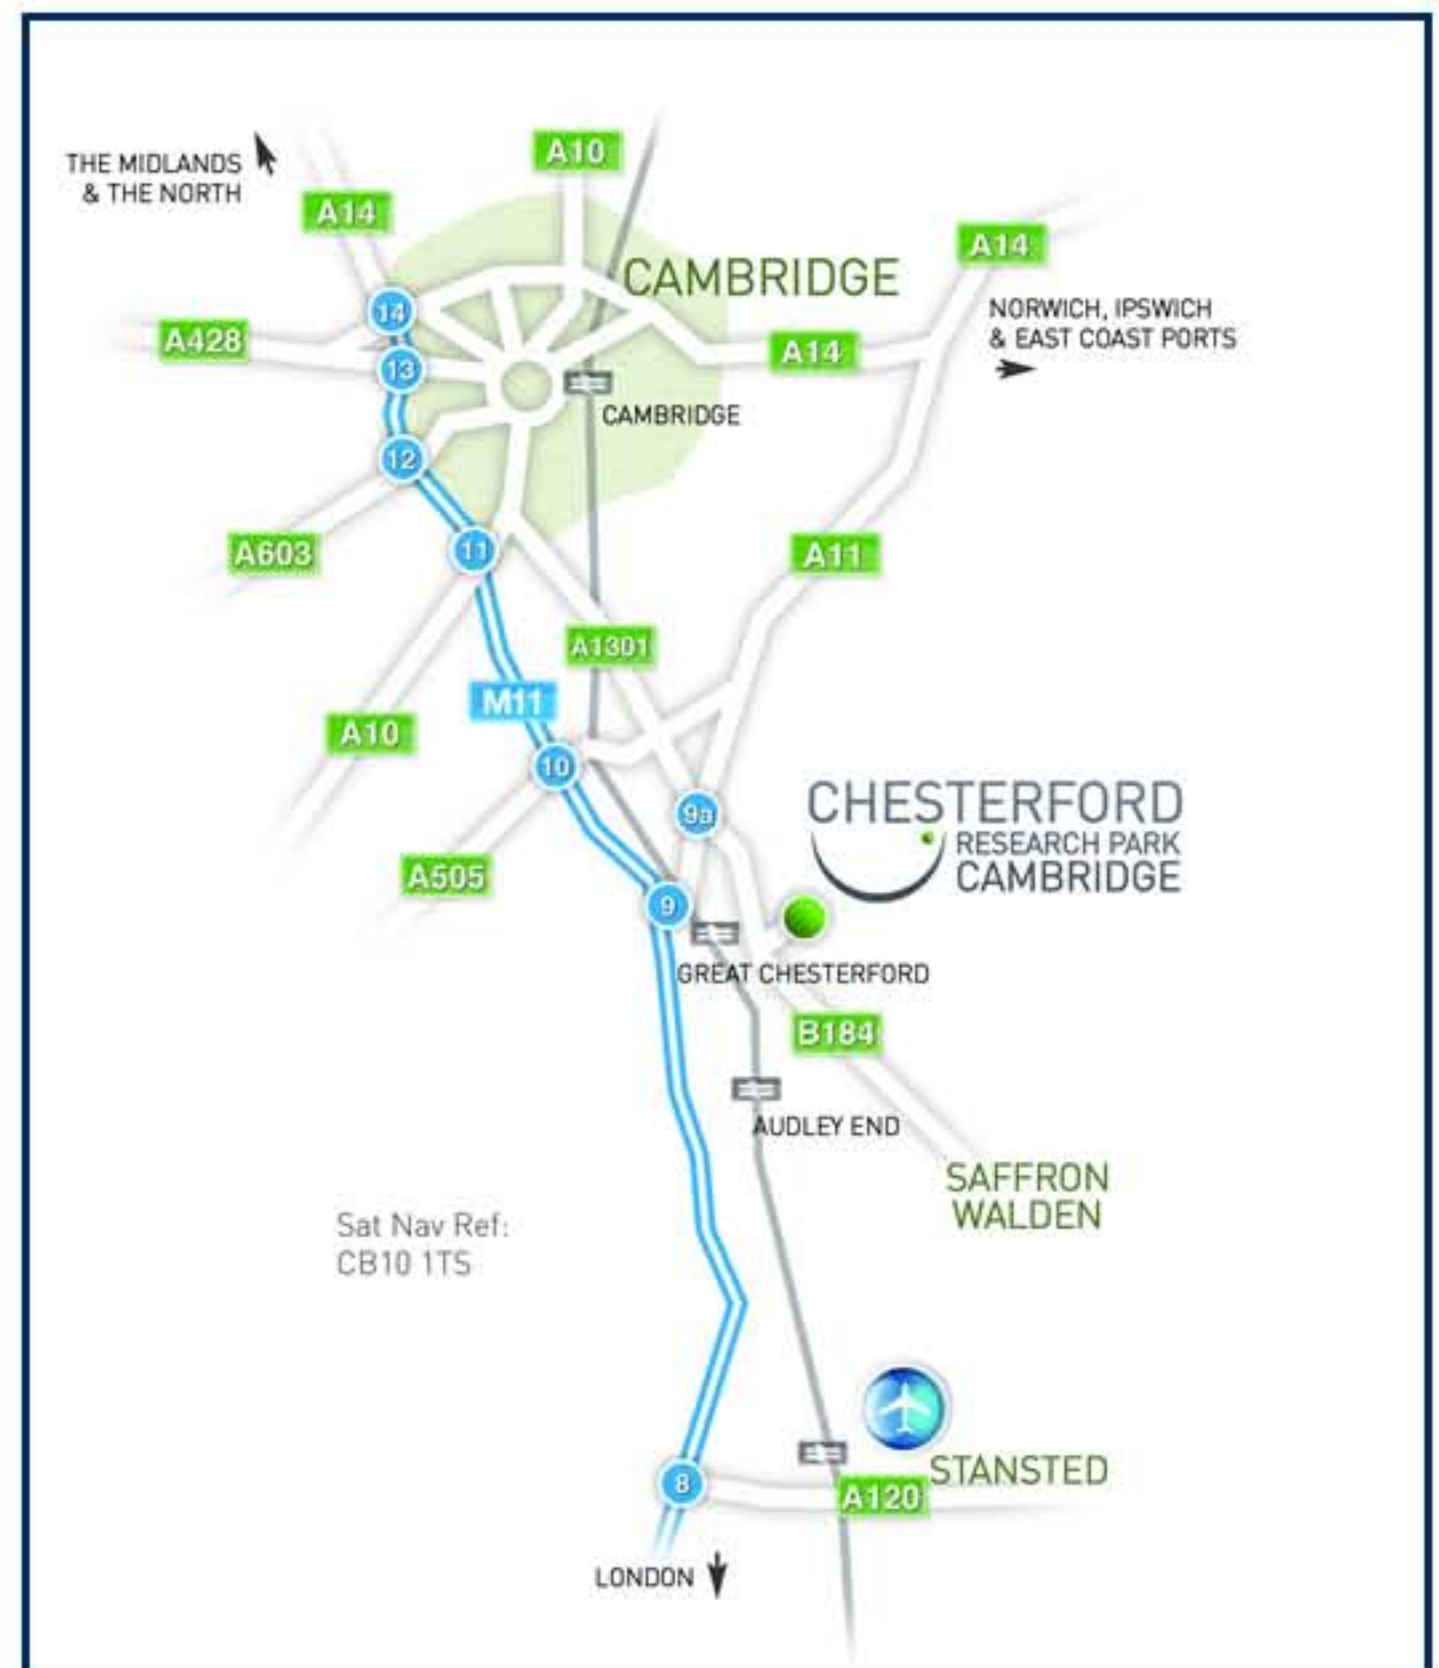 THE MIDLANDS
& THE NORTH
A10
A14
A14
CAMBRIDGE
14
NORWICH, IPSWICH
& EAST COAST PORTS
A428
A14
13
CAMBRIDGE
12
A603
11
A11
A1301
M11
A10
10
CHESTERFORD
RESEARCH PARK
CAMBRIDGE
9a
A505
9
GREAT CHESTERFORD
B184
AUDLEY END
SAFFRON
WALDEN
Sat Nav Ref:
CB10 1TS
STANSTED
8
A120
LONDON